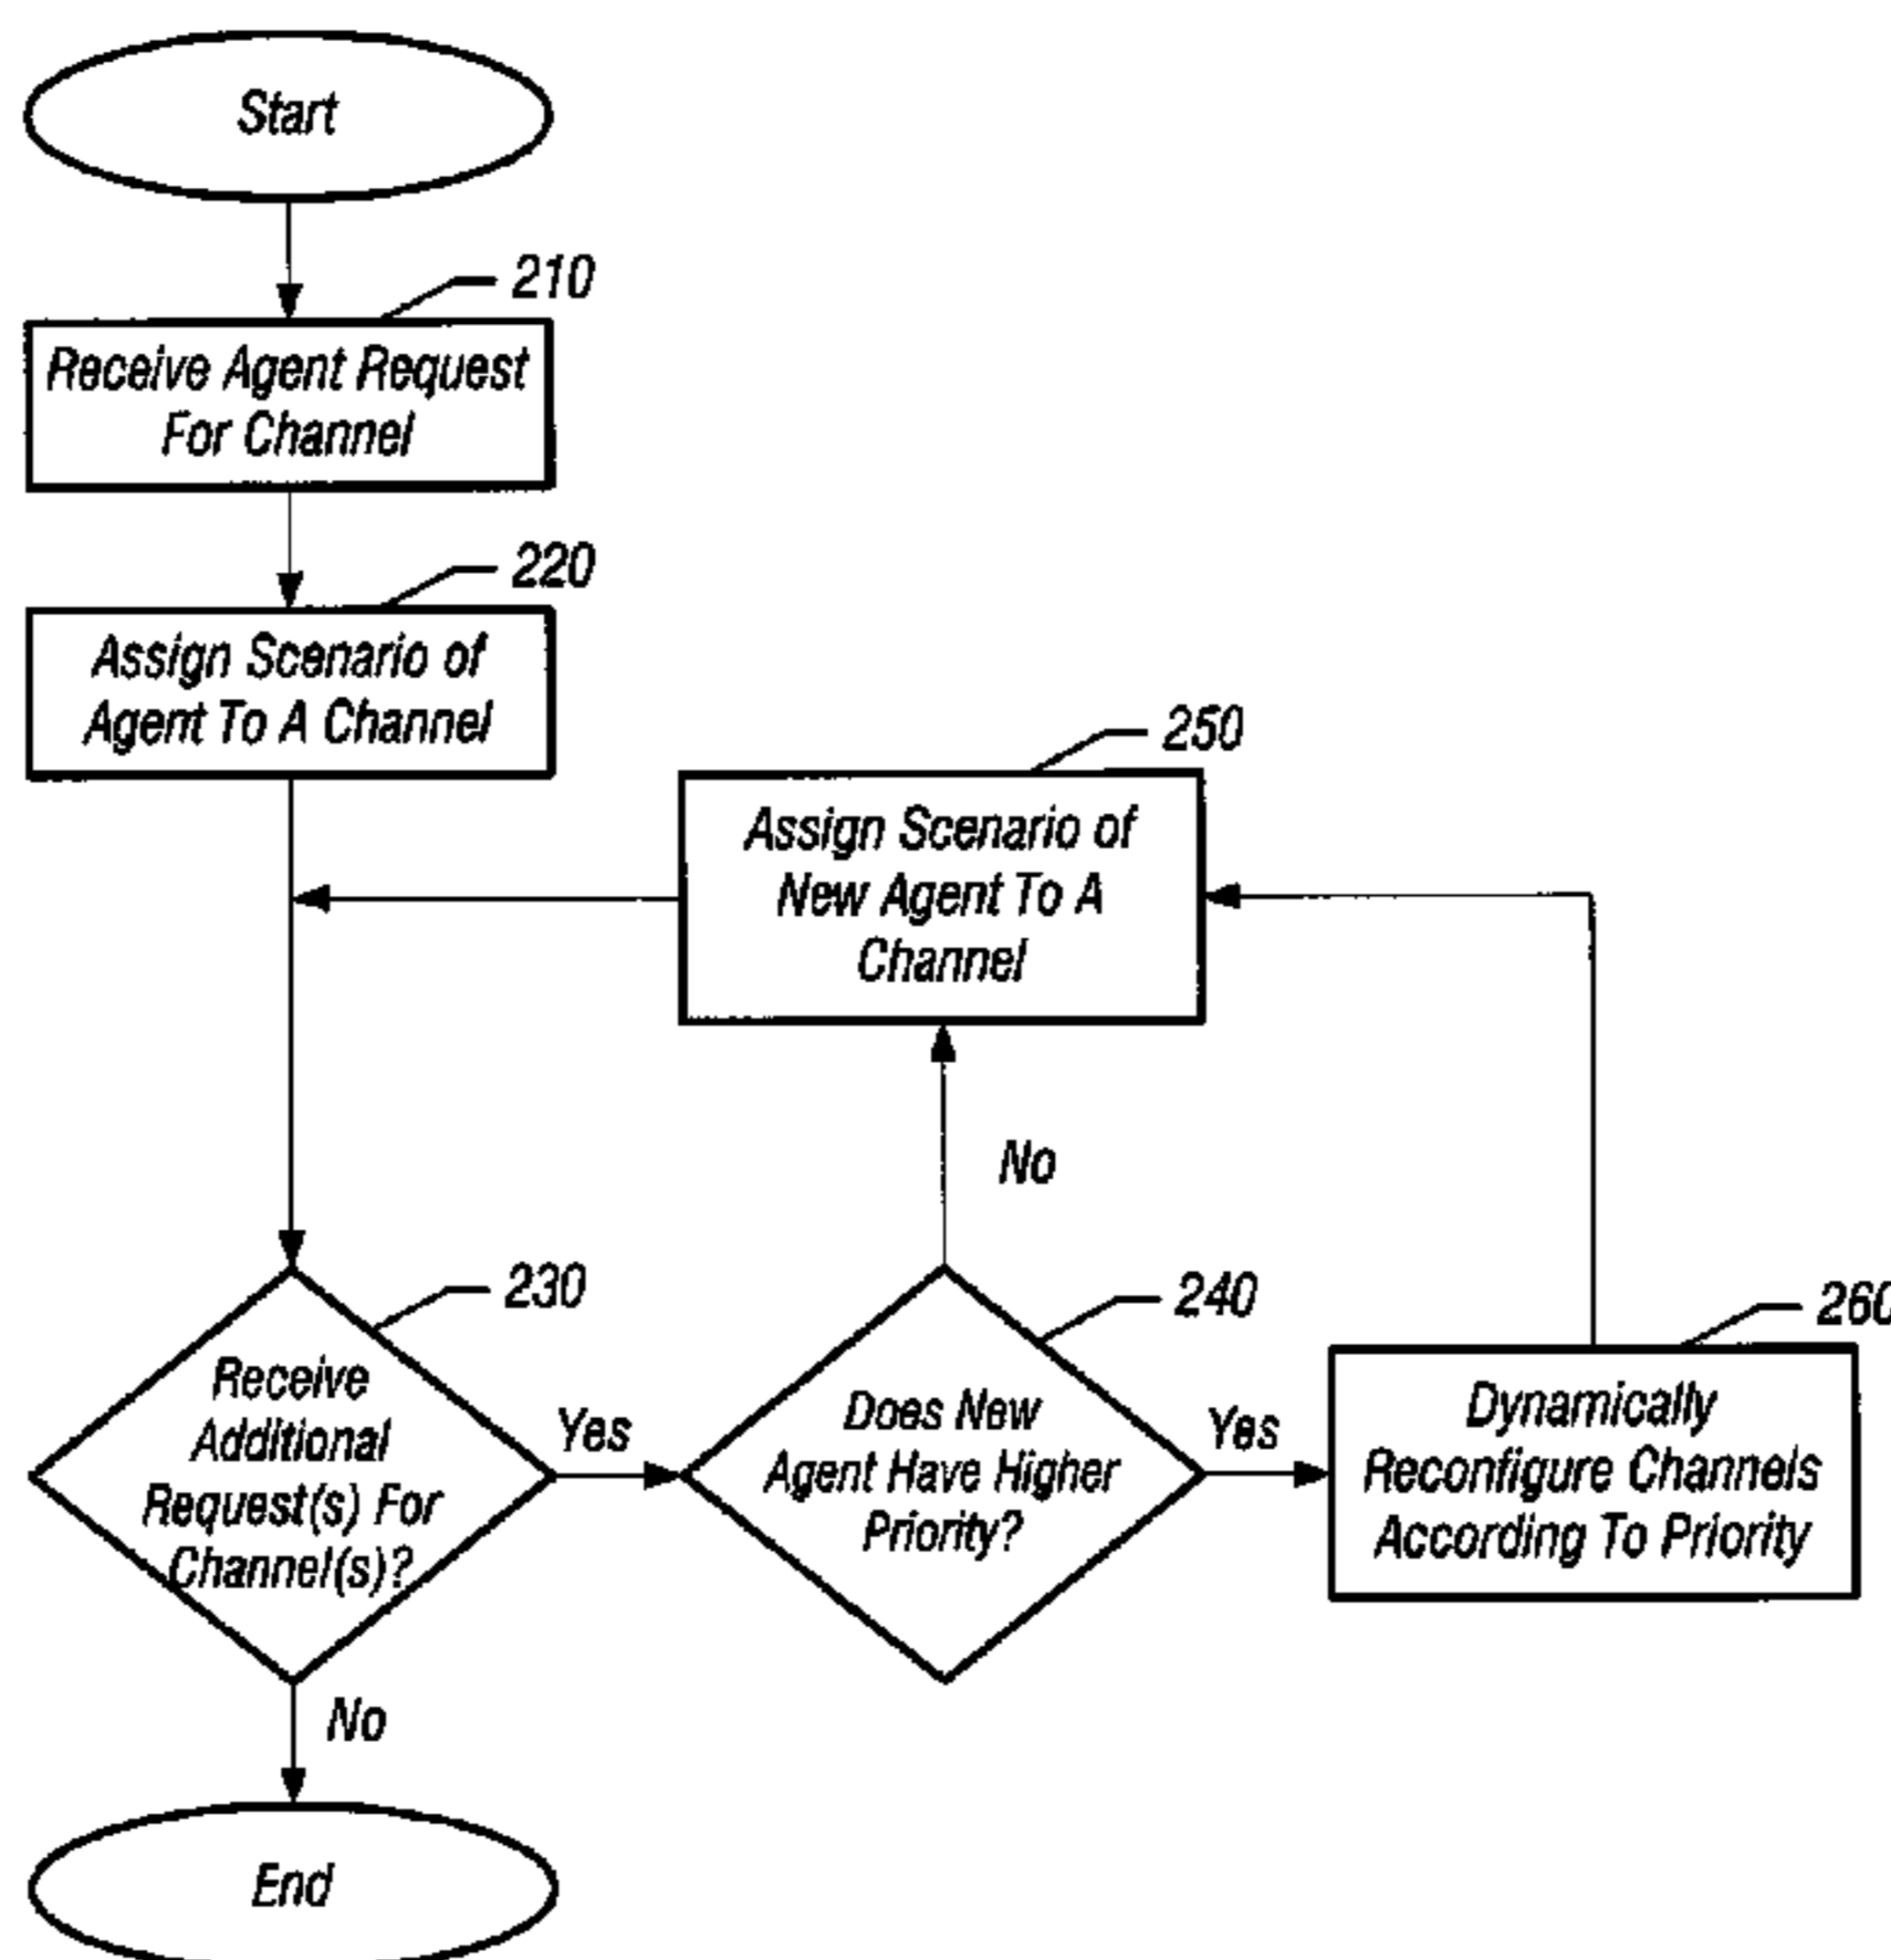 Start
210
Receive Agent Request
For Channel
220
Assign Scenario of
Agent To A Channel
250
Assign Scenario of
New Agent To A
Channel
No
230
Receive
Additional
Request(s) For
Channel(s)?
Yes
240
Does New
Agent Have Higher
Priority?
Yes
260
Dynamically
Reconfigure Channels
According To Priority
No
End